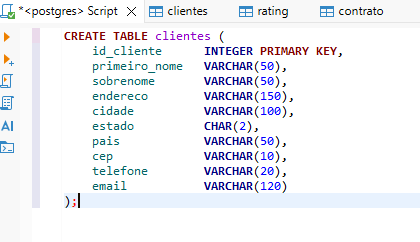 *<postgres> Script clientes rating contrato
CREATE TABLE clientes (
id_cliente INTEGER PRIMARY KEY,
primeiro_nome VARCHAR(50),
sobrenome VARCHAR(50),
endereco VARCHAR(150),
cidade VARCHAR(100),
estado CHAR(2),
pais VARCHAR(50),
cep VARCHAR(10),
telefone VARCHAR(20),
AI
email VARCHAR(120)
);